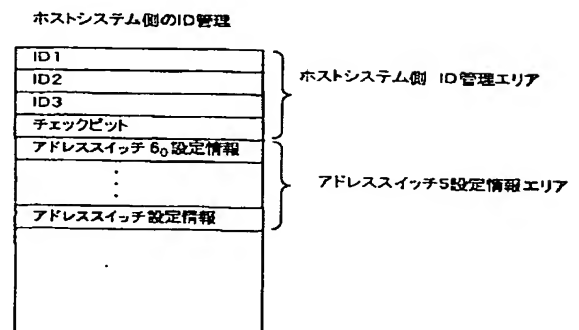 ホストシステム側のID管理
ID1
ID2
ID3
チェックビット
ホストシステム側 ID管理エリア
アドレススイッチ 6₀ 設定情報
アドレススイッチ設定情報
アドレススイッチ5設定情報エリア